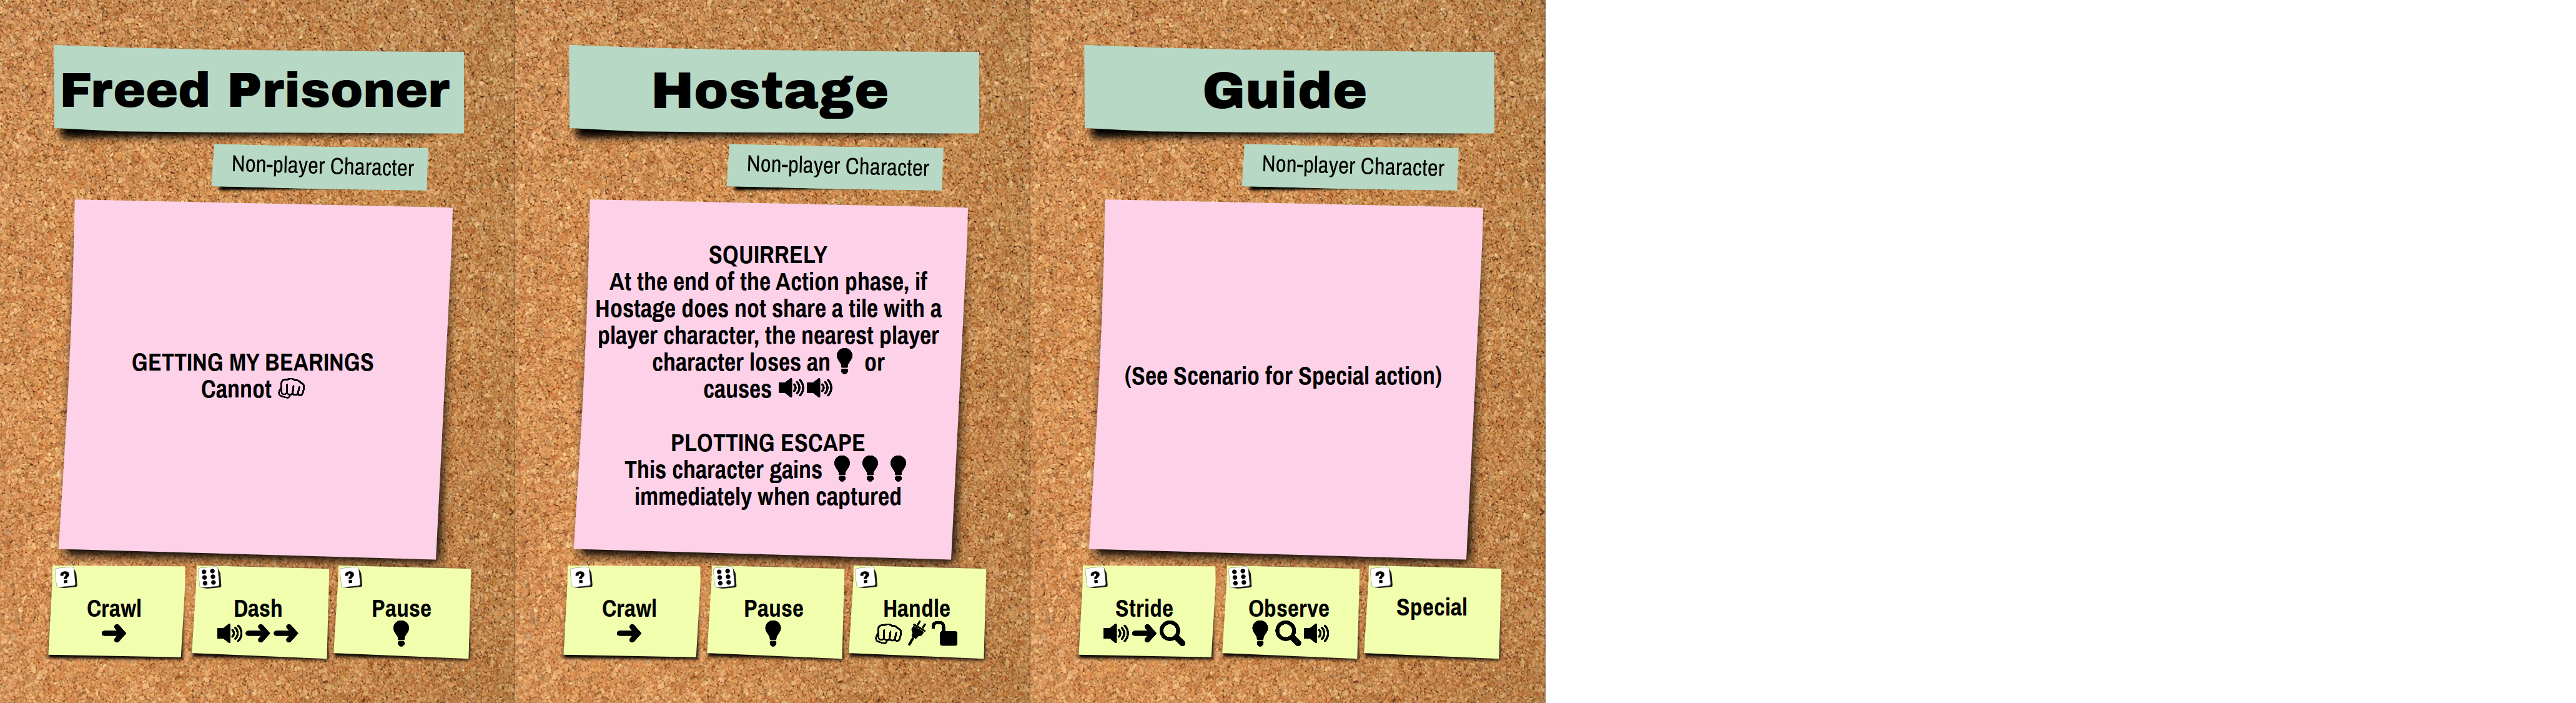 Freed Prisoner
Non-player Character
GETTING MY BEARINGS
Cannot
?
Crawl
Dash
?
Pause
Hostage
Non-player Character
SQUIRRELY
At the end of the Action phase, if
Hostage does not share a tile with a
player character, the nearest player
character loses an or
causes
PLOTTING ESCAPE
This character gains
immediately when captured
?
Crawl
Pause
?
Handle
Guide
Non-player Character
(See Scenario for Special action)
?
Stride
Observe
?
Special